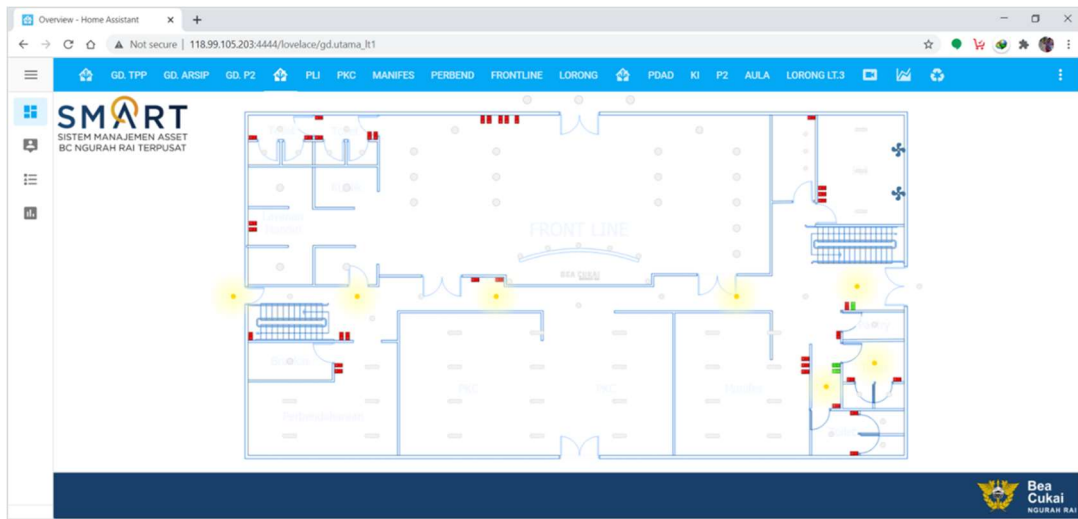 Overview - Home Assistant
Not secure | 118.99.105.203:4444/lovelace/gd.utama_lt1
GD. TPP GD. ARSIP GD. P2 PLI PKC MANIFES PERBEND FRONTLINE LORONG PDAD KI P2 AULA LORONG LT.3
SMART
SISTEM MANAJEMEN ASSET
BC NGURAH RAI TERPUSAT
FRONT LINE
BEA CUKAI
PKC
PKC
Bea
Cukai
NGURAH RAI